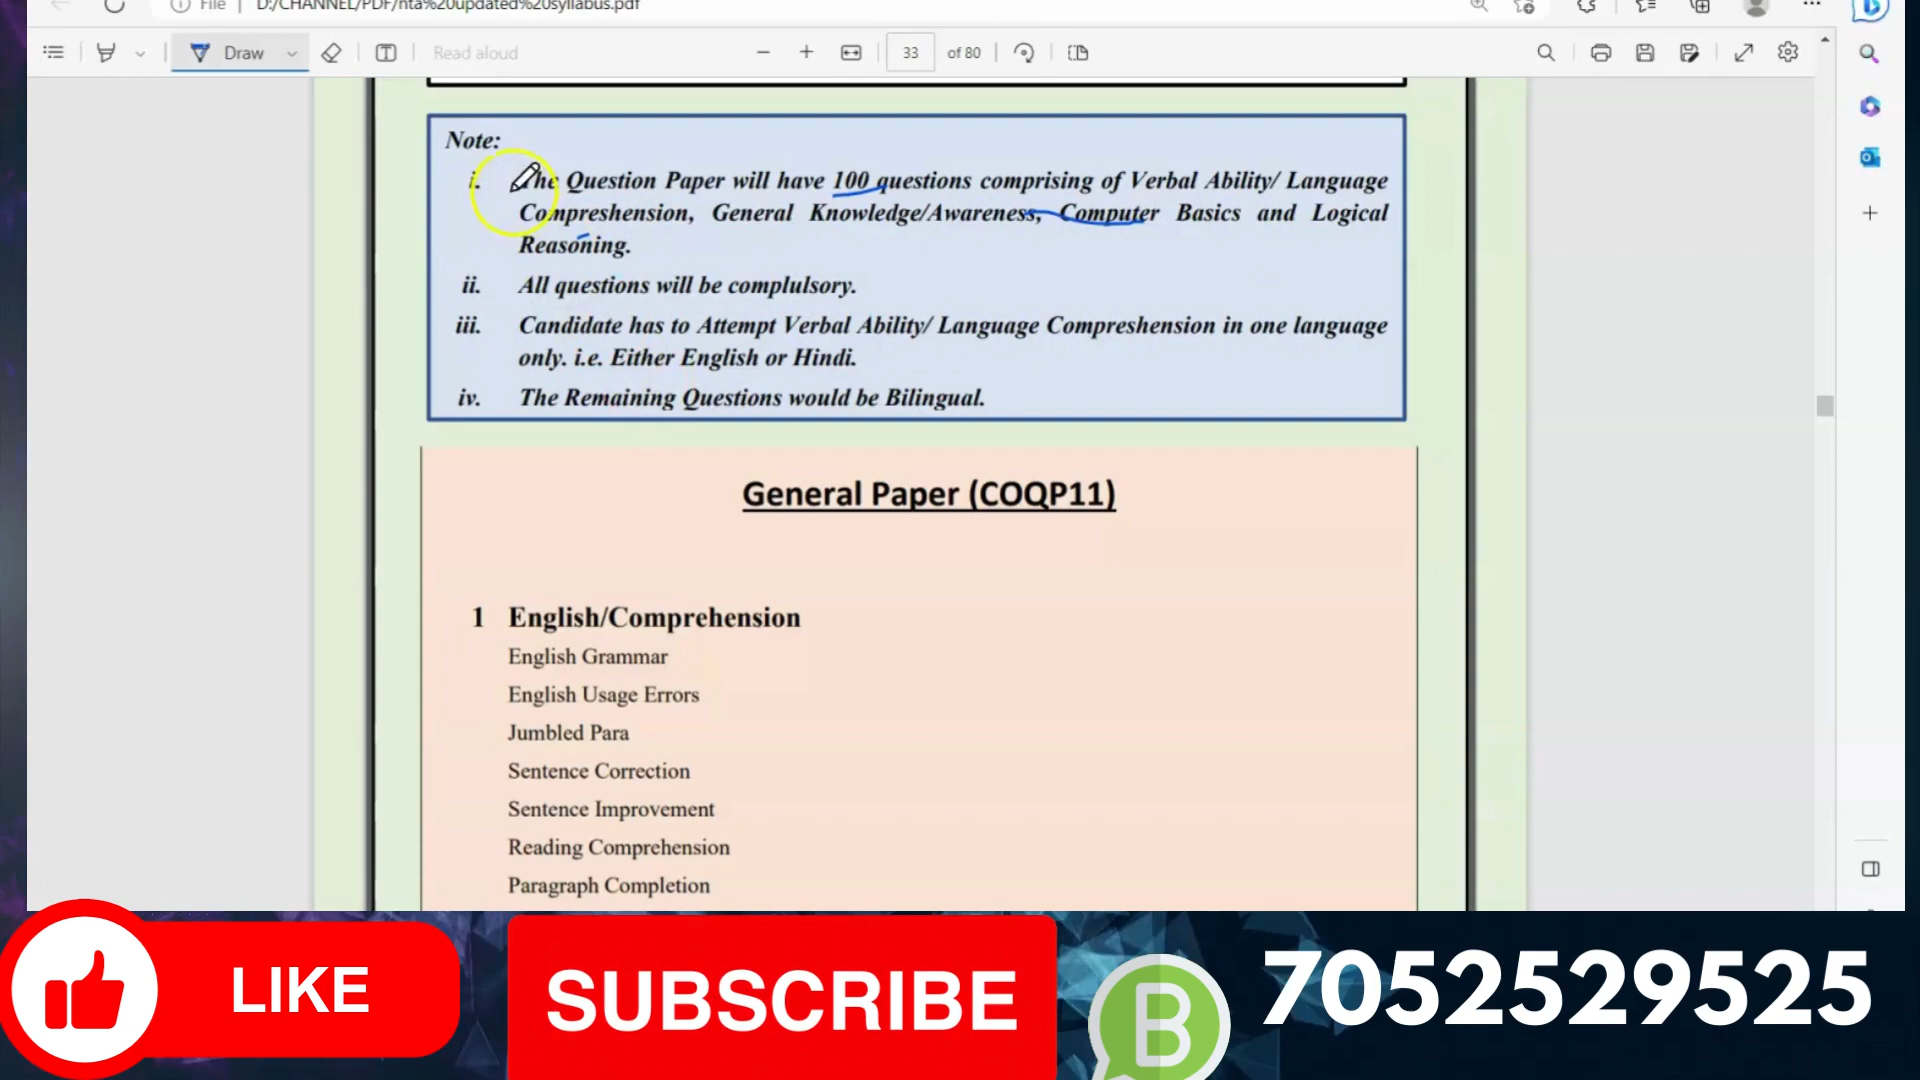 File
D:/CHANNEL/PDF/nta%20updated%20syllabus.pdf
Draw
Read aloud
33 of 80
Note:
i. The Question Paper will have 100 questions comprising of Verbal Ability/ Language
Compreshension, General Knowledge/Awareness, Computer Basics and Logical
Reasoning.
ii. All questions will be complulsory.
iii. Candidate has to Attempt Verbal Ability/ Language Compreshension in one language
only. i.e. Either English or Hindi.
iv. The Remaining Questions would be Bilingual.
General Paper (COQP11)
1 English/Comprehension
English Grammar
English Usage Errors
Jumbled Para
Sentence Correction
Sentence Improvement
Reading Comprehension
Paragraph Completion
LIKE
SUBSCRIBE
B
7052529525